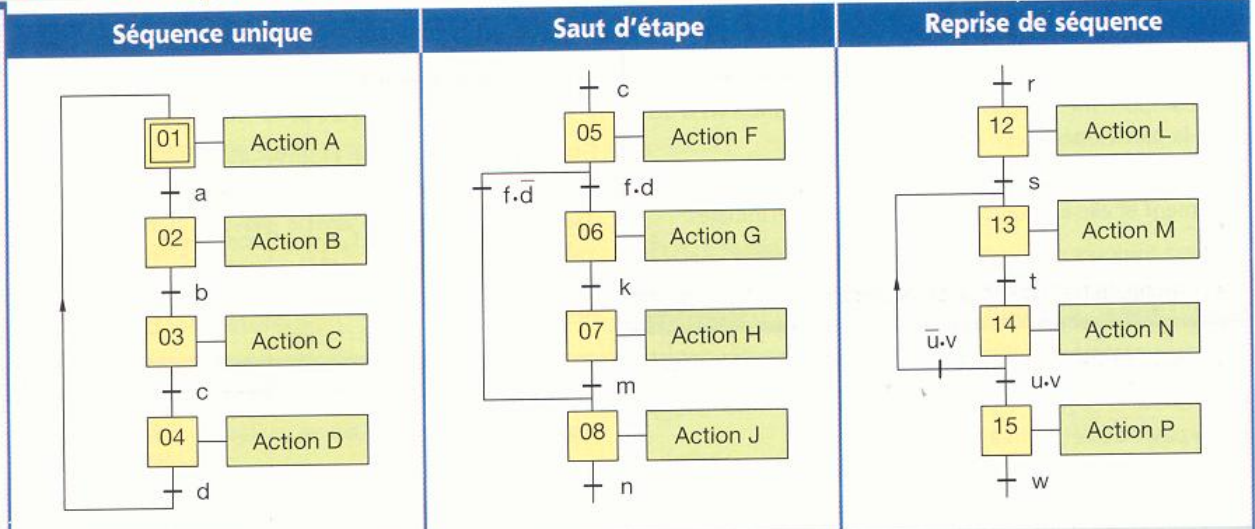 Séquence unique
01
Action A
a
02
Action B
b
03
Action C
c
04
Action D
d
Saut d'étape
c
05
Action F
f·d̅
f·d
06
Action G
k
07
Action H
m
08
Action J
n
Reprise de séquence
r
12
Action L
s
13
Action M
t
14
Action N
u̅·v
u·v
15
Action P
w